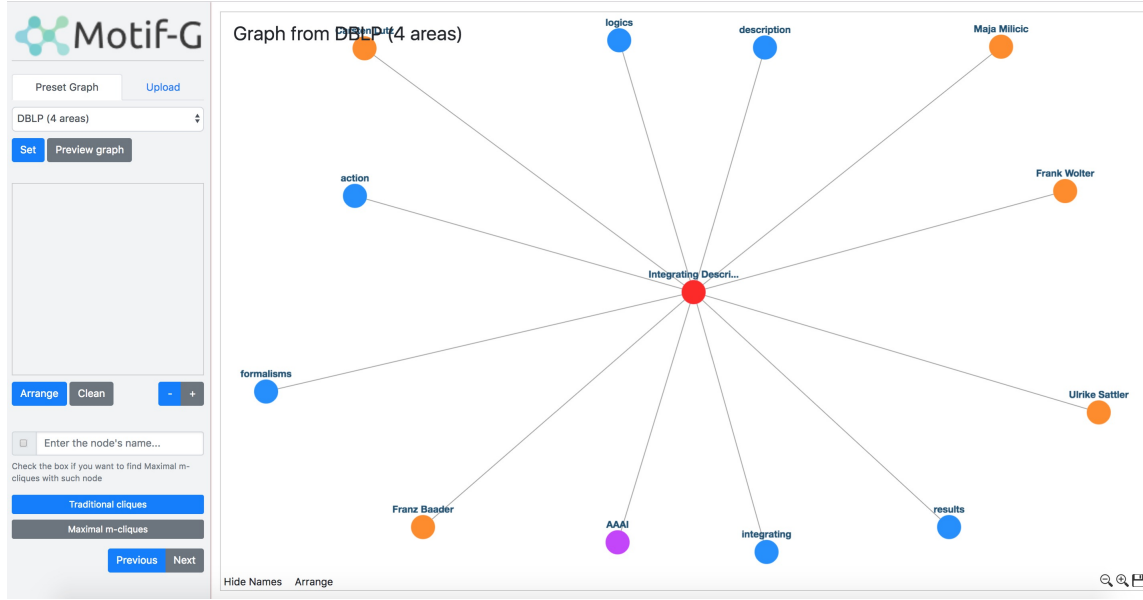 Motif-G
Preset Graph
Upload
DBLP (4 areas)
Set
Preview graph
Arrange
Clean
-
+
Enter the node's name...
Check the box if you want to find Maximal m-
cliques with such node
Traditional cliques
Maximal m-cliques
Previous
Next
Graph from DBLP (4 areas)
Carsten Lutz
logics
description
Maja Milicic
action
Frank Wolter
Integrating Descri...
formalisms
Ulrike Sattler
Franz Baader
AAAI
integrating
results
Hide Names
Arrange